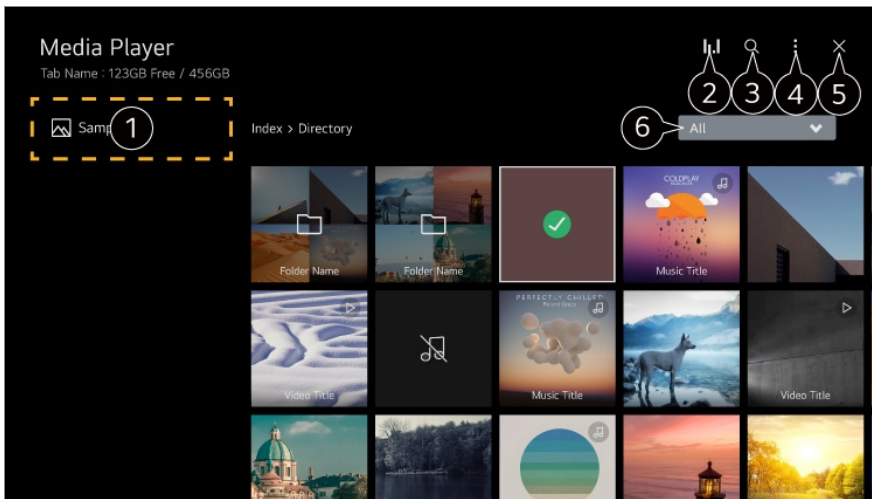 Media Player
Tab Name : 123GB Free / 456GB
2 3 4 5
1
Index > Directory
6 All
COLDPLAY
Folder Name
Folder Name
Music Title
PERFECTLY CHILLED
Video Title
Music Title
Video Title